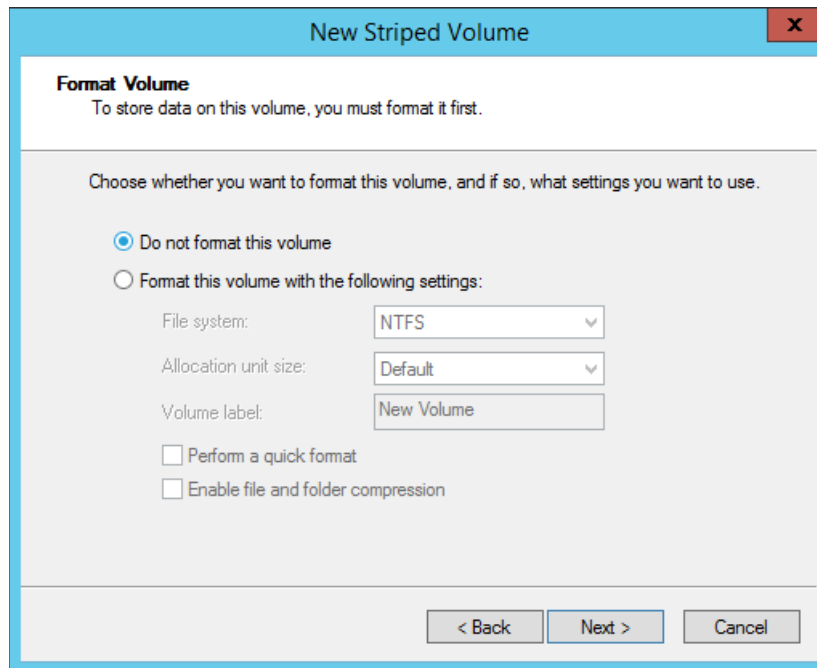 New Striped Volume
x
Format Volume
To store data on this volume, you must format it first.
Choose whether you want to format this volume, and if so, what settings you want to use.
Do not format this volume
Format this volume with the following settings:
File system: NTFS
Allocation unit size: Default
Volume label: New Volume
Perform a quick format
Enable file and folder compression
< Back Next > Cancel